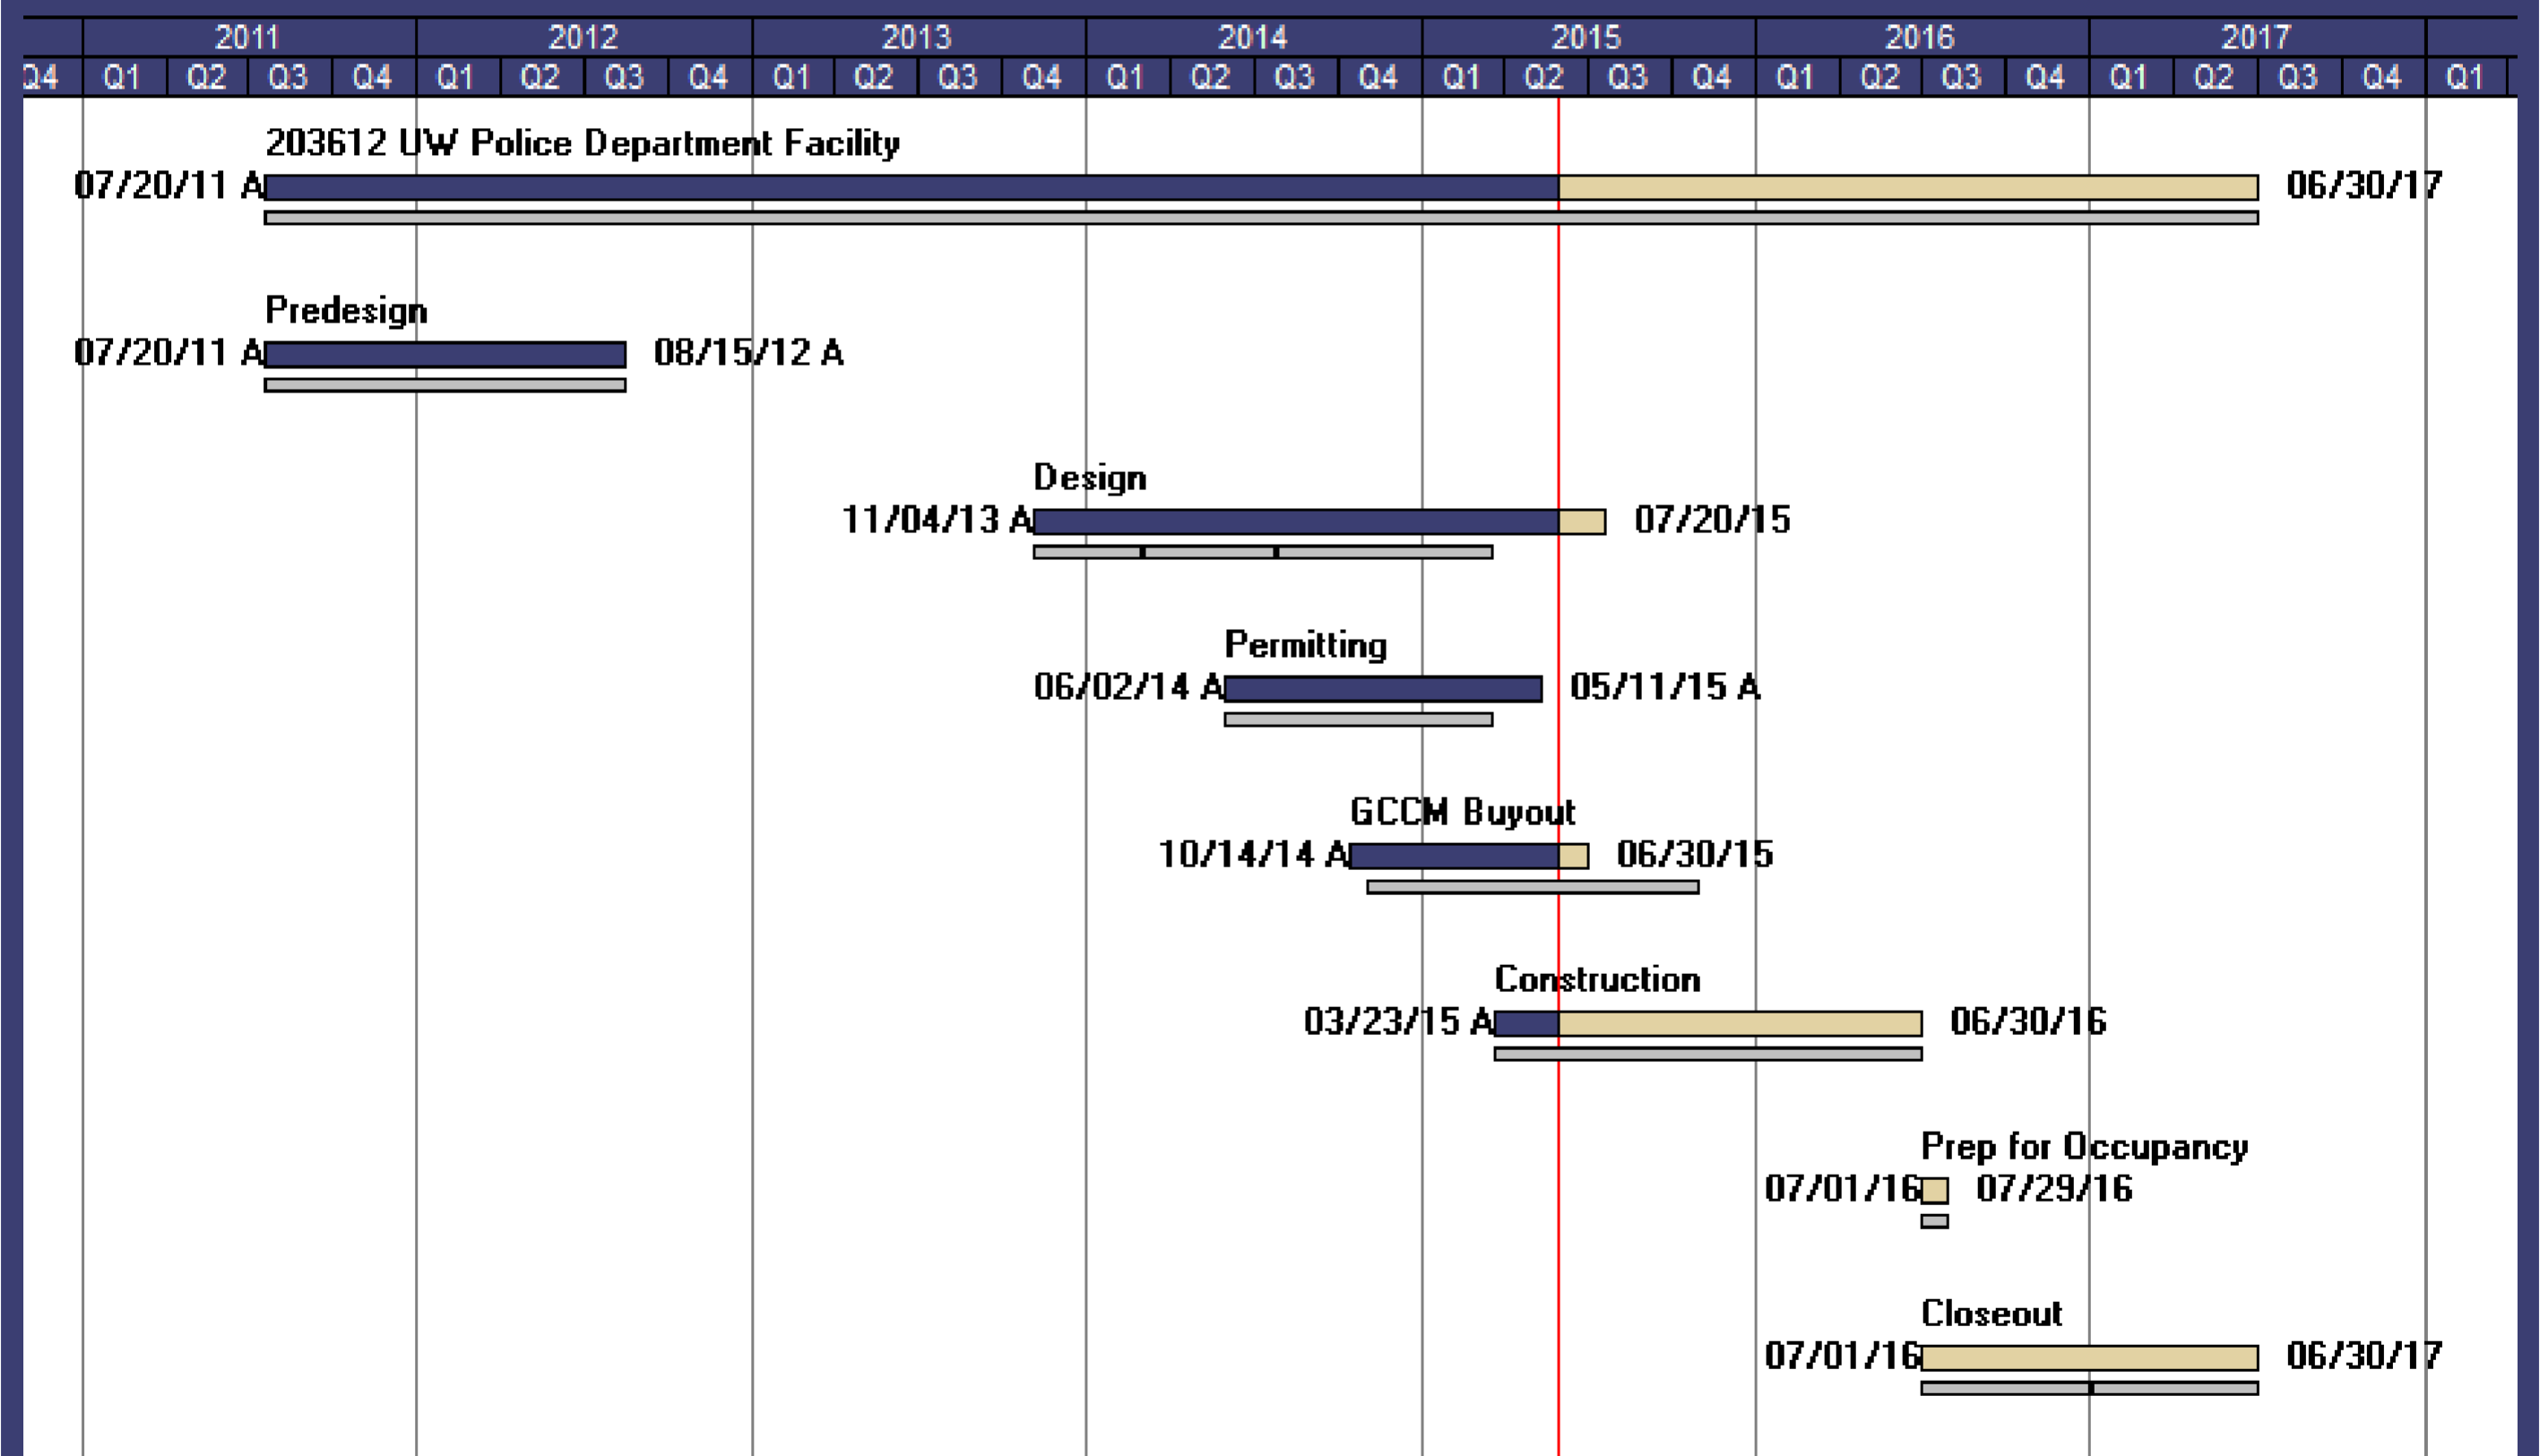 2011 2012 2013 2014 2015 2016 2017
Q4 Q1 Q2 Q3 Q4 Q1 Q2 Q3 Q4 Q1 Q2 Q3 Q4 Q1 Q2 Q3 Q4 Q1 Q2 Q3 Q4 Q1 Q2 Q3 Q4 Q1 Q2 Q3 Q4 Q1
203612 UW Police Department Facility
07/20/11 A 06/30/17
Predesign
07/20/11 A 08/15/12 A
Design
11/04/13 A 07/20/15
Permitting
06/02/14 A 05/11/15 A
GCCM Buyout
10/14/14 A 06/30/15
Construction
03/23/15 A 06/30/16
Prep for Occupancy
07/01/16 07/29/16
Closeout
07/01/16 06/30/17